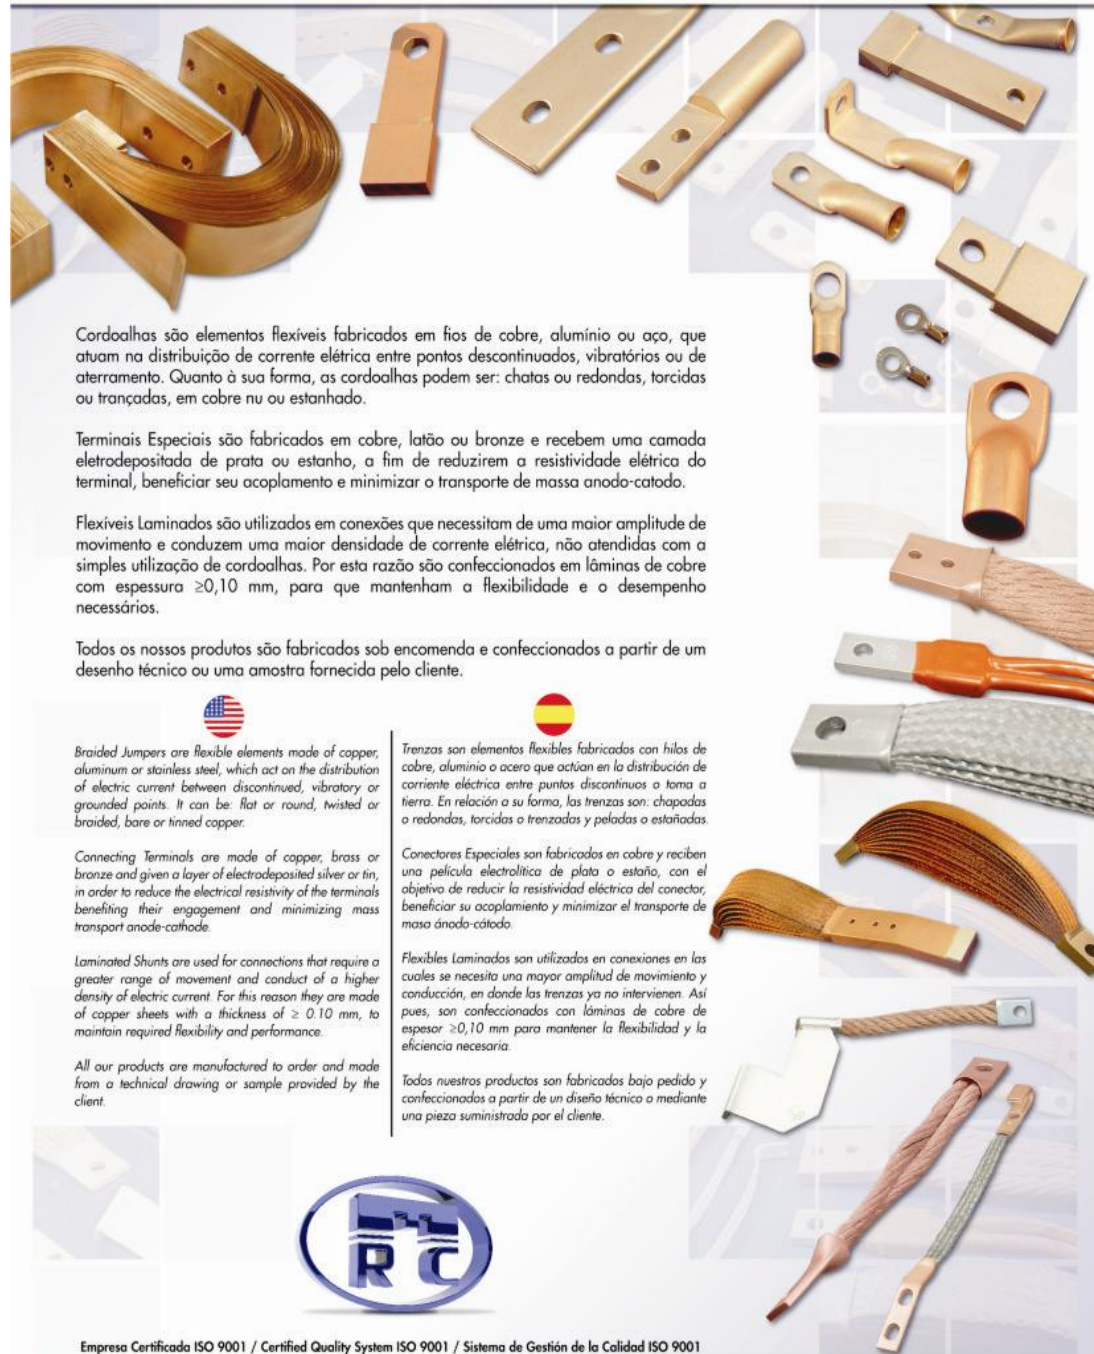 Cordoalhas são elementos flexíveis fabricados em fios de cobre, alumínio ou aço, que
atuam na distribuição de corrente elétrica entre pontos descontinuados, vibratórios ou de
aterramento. Quanto à sua forma, as cordoalhas podem ser: chatas ou redondas, torcidas
ou trançadas, em cobre nu ou estanhado.
Terminais Especiais são fabricados em cobre, latão ou bronze e recebem uma camada
eletrodepositada de prata ou estanho, a fim de reduzirem a resistividade elétrica do
terminal, beneficiar seu acoplamento e minimizar o transporte de massa anodo-catodo.
Flexíveis Laminados são utilizados em conexões que necessitam de uma maior amplitude de
movimento e conduzem uma maior densidade de corrente elétrica, não atendidas com a
simples utilização de cordoalhas. Por esta razão são confeccionados em lâminas de cobre
com espessura ≥0,10 mm, para que mantenham a flexibilidade e o desempenho
necessários.
Todos os nossos produtos são fabricados sob encomenda e confeccionados a partir de um
desenho técnico ou uma amostra fornecida pelo cliente.
Braided Jumpers are flexible elements made of copper,
aluminum or stainless steel, which act on the distribution
of electric current between discontinued, vibratory or
grounded points. It can be: flat or round, twisted or
braided, bare or tinned copper.
Connecting Terminals are made of copper, brass or
bronze and given a layer of electrodeposited silver or tin,
in order to reduce the electrical resistivity of the terminals
benefiting their engagement and minimizing mass
transport anode-cathode.
Laminated Shunts are used for connections that require a
greater range of movement and conduct of a higher
density of electric current. For this reason they are made
of copper sheets with a thickness of ≥ 0.10 mm, to
maintain required flexibility and performance.
All our products are manufactured to order and made
from a technical drawing or sample provided by the
client.
Trenzas son elementos flexibles fabricados con hilos de
cobre, aluminio o acero que actúan en la distribución de
corriente eléctrica entre puntos discontinuos o toma a
tierra. En relación a su forma, las trenzas son: chapadas
o redondas, torcidas o trenzadas y peladas o estañadas.
Conectores Especiales son fabricados en cobre y reciben
una película electrolítica de plata o estaño, con el
objetivo de reducir la resistividad eléctrica del conector,
beneficiar su acoplamiento y minimizar el transporte de
masa ánodo-cátodo.
Flexibles Laminados son utilizados en conexiones en las
cuales se necesita una mayor amplitud de movimiento y
conducción, en donde las trenzas ya no intervienen. Así
pues, son confeccionados con láminas de cobre de
espesor ≥0,10 mm para mantener la flexibilidad y la
eficiencia necesaria.
Todos nuestros productos son fabricados bajo pedido y
confeccionados a partir de un diseño técnico o mediante
una pieza suministrada por el cliente.
M
R C
Empresa Certificada ISO 9001 / Certified Quality System ISO 9001 / Sistema de Gestión de la Calidad ISO 9001